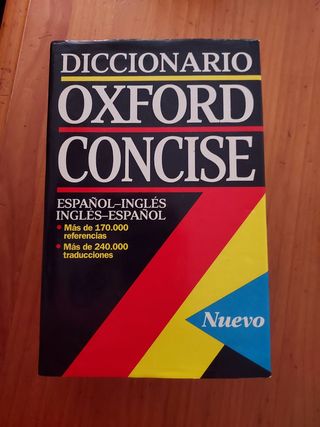 DICCIONARIO
OXFORD
CONCISE
ESPAÑOL–INGLÉS
INGLÉS–ESPAÑOL
• Más de 170.000
referencias
• Más de 240.000
traducciones
Nuevo